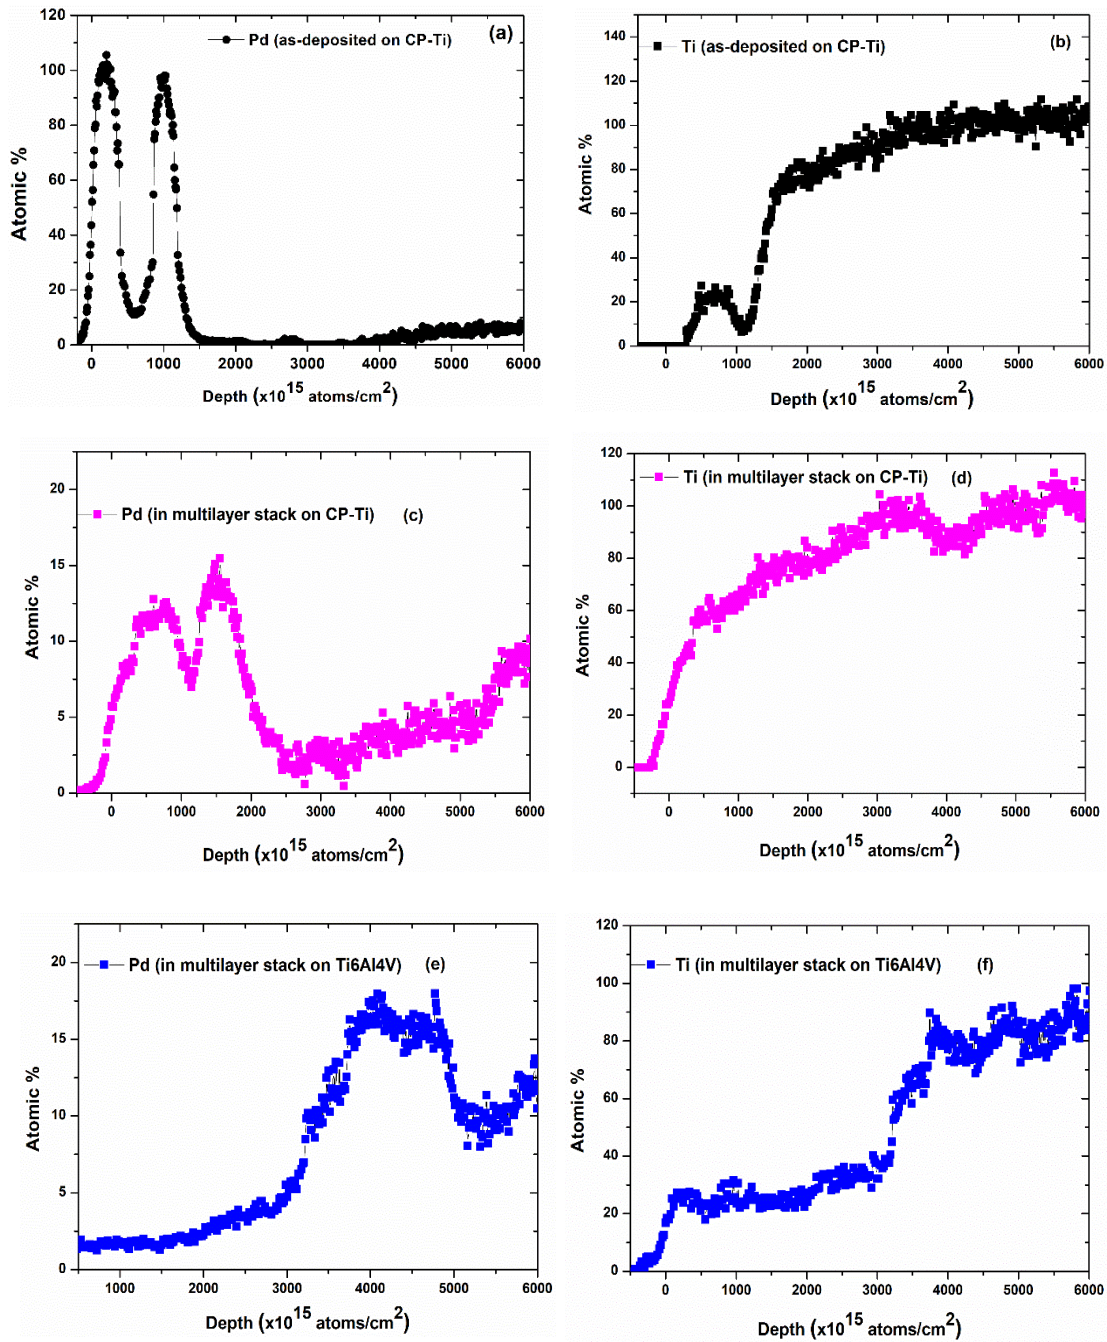 Pd (as-deposited on CP-Ti) (a)
120
100
80
60
40
20
0
Atomic %
0 1000 2000 3000 4000 5000 6000
Depth (x10^15 atoms/cm^2)
Ti (as-deposited on CP-Ti) (b)
140
120
100
80
60
40
20
0
Atomic %
0 1000 2000 3000 4000 5000 6000
Depth (x10^15 atoms/cm^2)
Pd (in multilayer stack on CP-Ti) (c)
20
15
10
5
0
Atomic %
0 1000 2000 3000 4000 5000 6000
Depth (x10^15 atoms/cm^2)
Ti (in multilayer stack on CP-Ti) (d)
120
100
80
60
40
20
0
Atomic %
0 1000 2000 3000 4000 5000 6000
Depth (x10^15 atoms/cm^2)
Pd (in multilayer stack on Ti6Al4V) (e)
20
15
10
5
0
Atomic %
1000 2000 3000 4000 5000 6000
Depth (x10^15 atoms/cm^2)
Ti (in multilayer stack on Ti6Al4V) (f)
120
100
80
60
40
20
0
Atomic %
0 1000 2000 3000 4000 5000 6000
Depth (x10^15 atoms/cm^2)